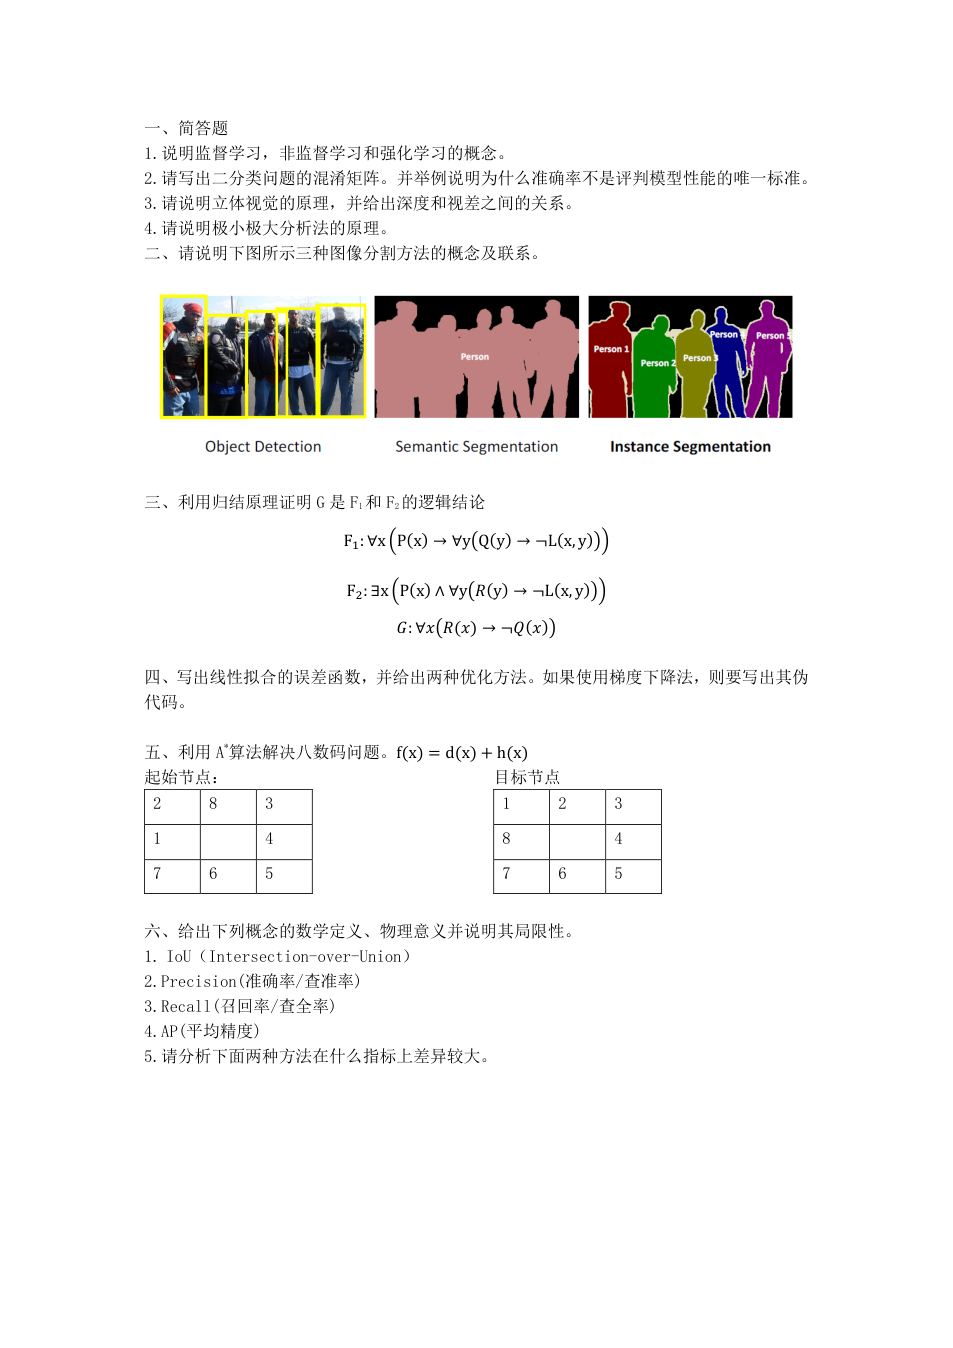 一、简答题
1.说明监督学习，非监督学习和强化学习的概念。
2.请写出二分类问题的混淆矩阵。并举例说明为什么准确率不是评判模型性能的唯一标准。
3.请说明立体视觉的原理，并给出深度和视差之间的关系。
4.请说明极小极大分析法的原理。
二、请说明下图所示三种图像分割方法的概念及联系。
Person
Person 1
Person 2
Person 3
Person
Person 5
Object Detection
Semantic Segmentation
Instance Segmentation
三、利用归结原理证明 G 是 F₁和 F₂的逻辑结论
F₁: ∀x (P(x) → ∀y(Q(y) → ¬L(x, y)))
F₂: ∃x (P(x) ∧ ∀y(R(y) → ¬L(x, y)))
G: ∀x(R(x) → ¬Q(x))
四、写出线性拟合的误差函数，并给出两种优化方法。如果使用梯度下降法，则要写出其伪
代码。
五、利用 A*算法解决八数码问题。f(x) = d(x) + h(x)
起始节点： 目标节点
2 8 3 1 2 3
1 4 8 4
7 6 5 7 6 5
六、给出下列概念的数学定义、物理意义并说明其局限性。
1. IoU（Intersection-over-Union）
2.Precision(准确率/查准率)
3.Recall(召回率/查全率)
4.AP(平均精度)
5.请分析下面两种方法在什么指标上差异较大。